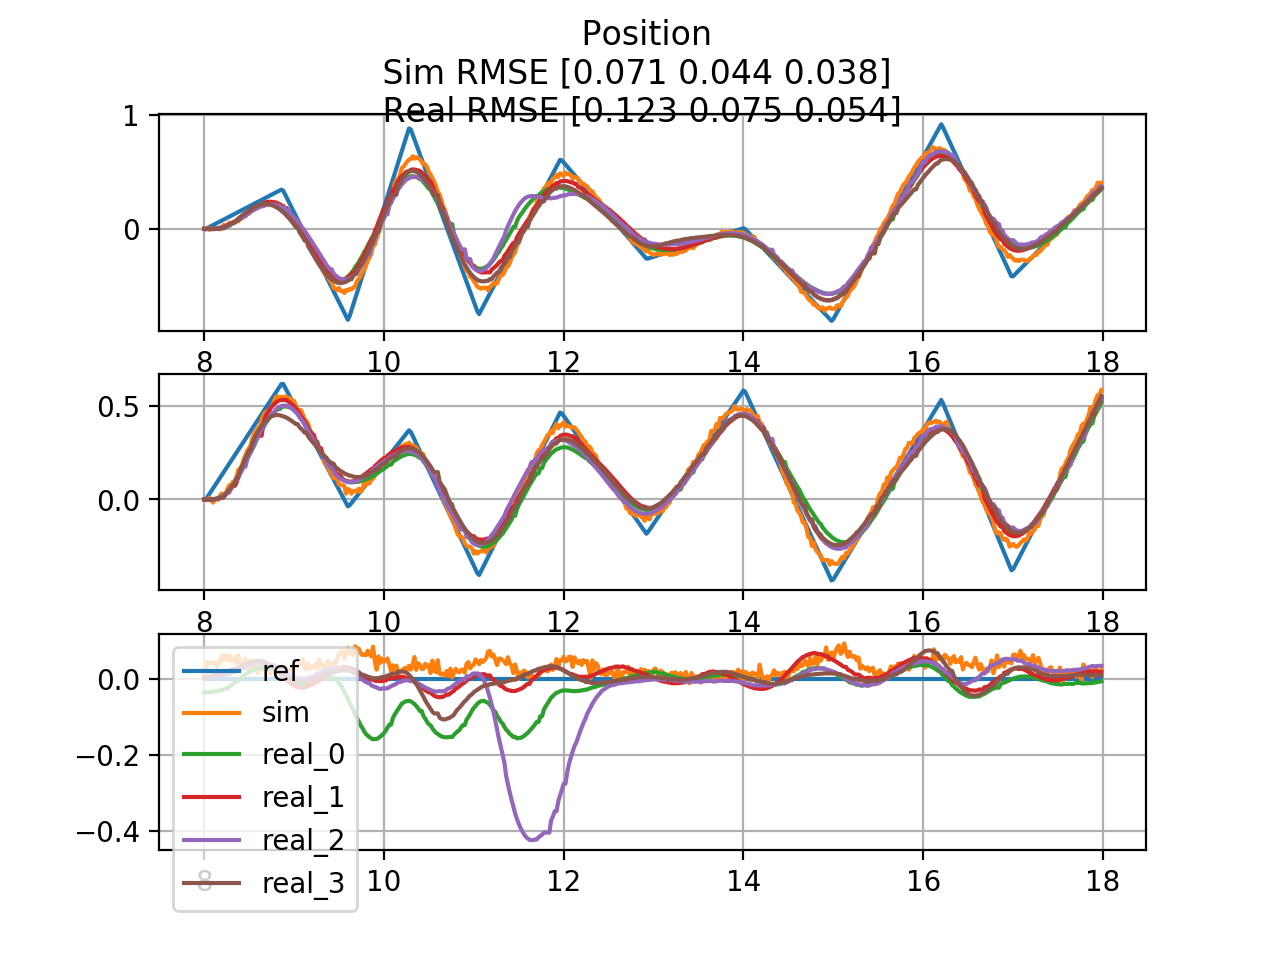 Position
Sim RMSE [0.071 0.044 0.038]
Real RMSE [0.123 0.075 0.054]
1
0
8 10 12 14 16 18
0.5
0.0
8 10 12 14 16 18
0.0
−0.2
−0.4
ref
sim
real_0
real_1
real_2
real_3
8 10 12 14 16 18